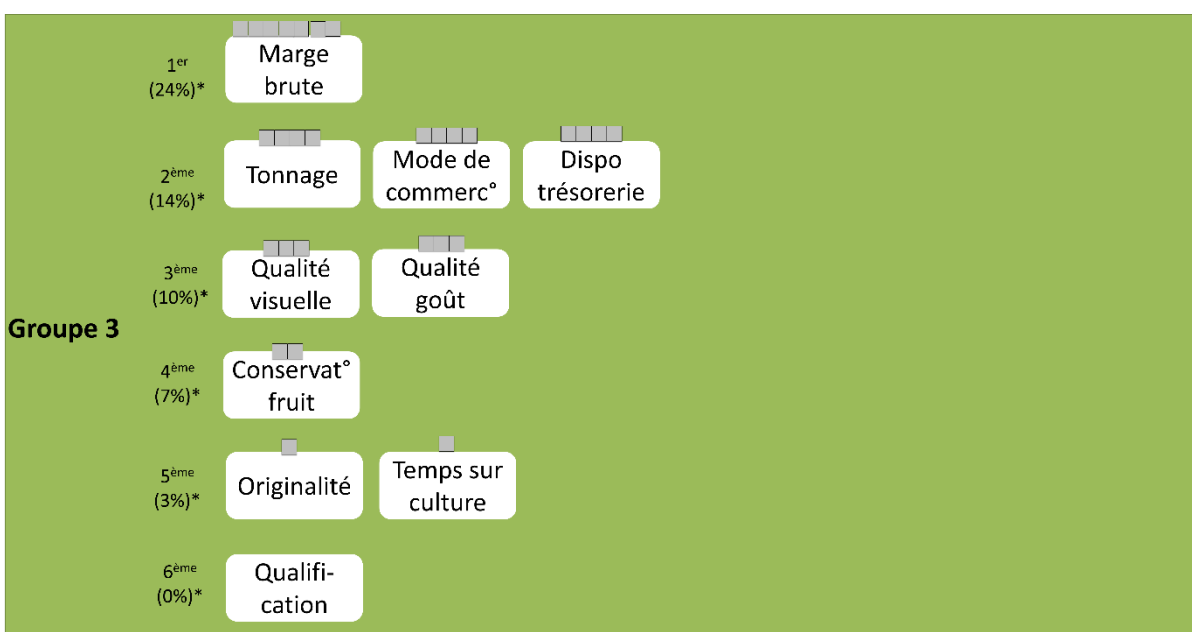 1er
(24%)*
Marge
brute
2ème
(14%)*
Tonnage
Mode de
commerc°
Dispo
trésorerie
3ème
(10%)*
Qualité
visuelle
Qualité
goût
Groupe 3
4ème
(7%)*
Conservat°
fruit
5ème
(3%)*
Originalité
Temps sur
culture
6ème
(0%)*
Qualifi-
cation